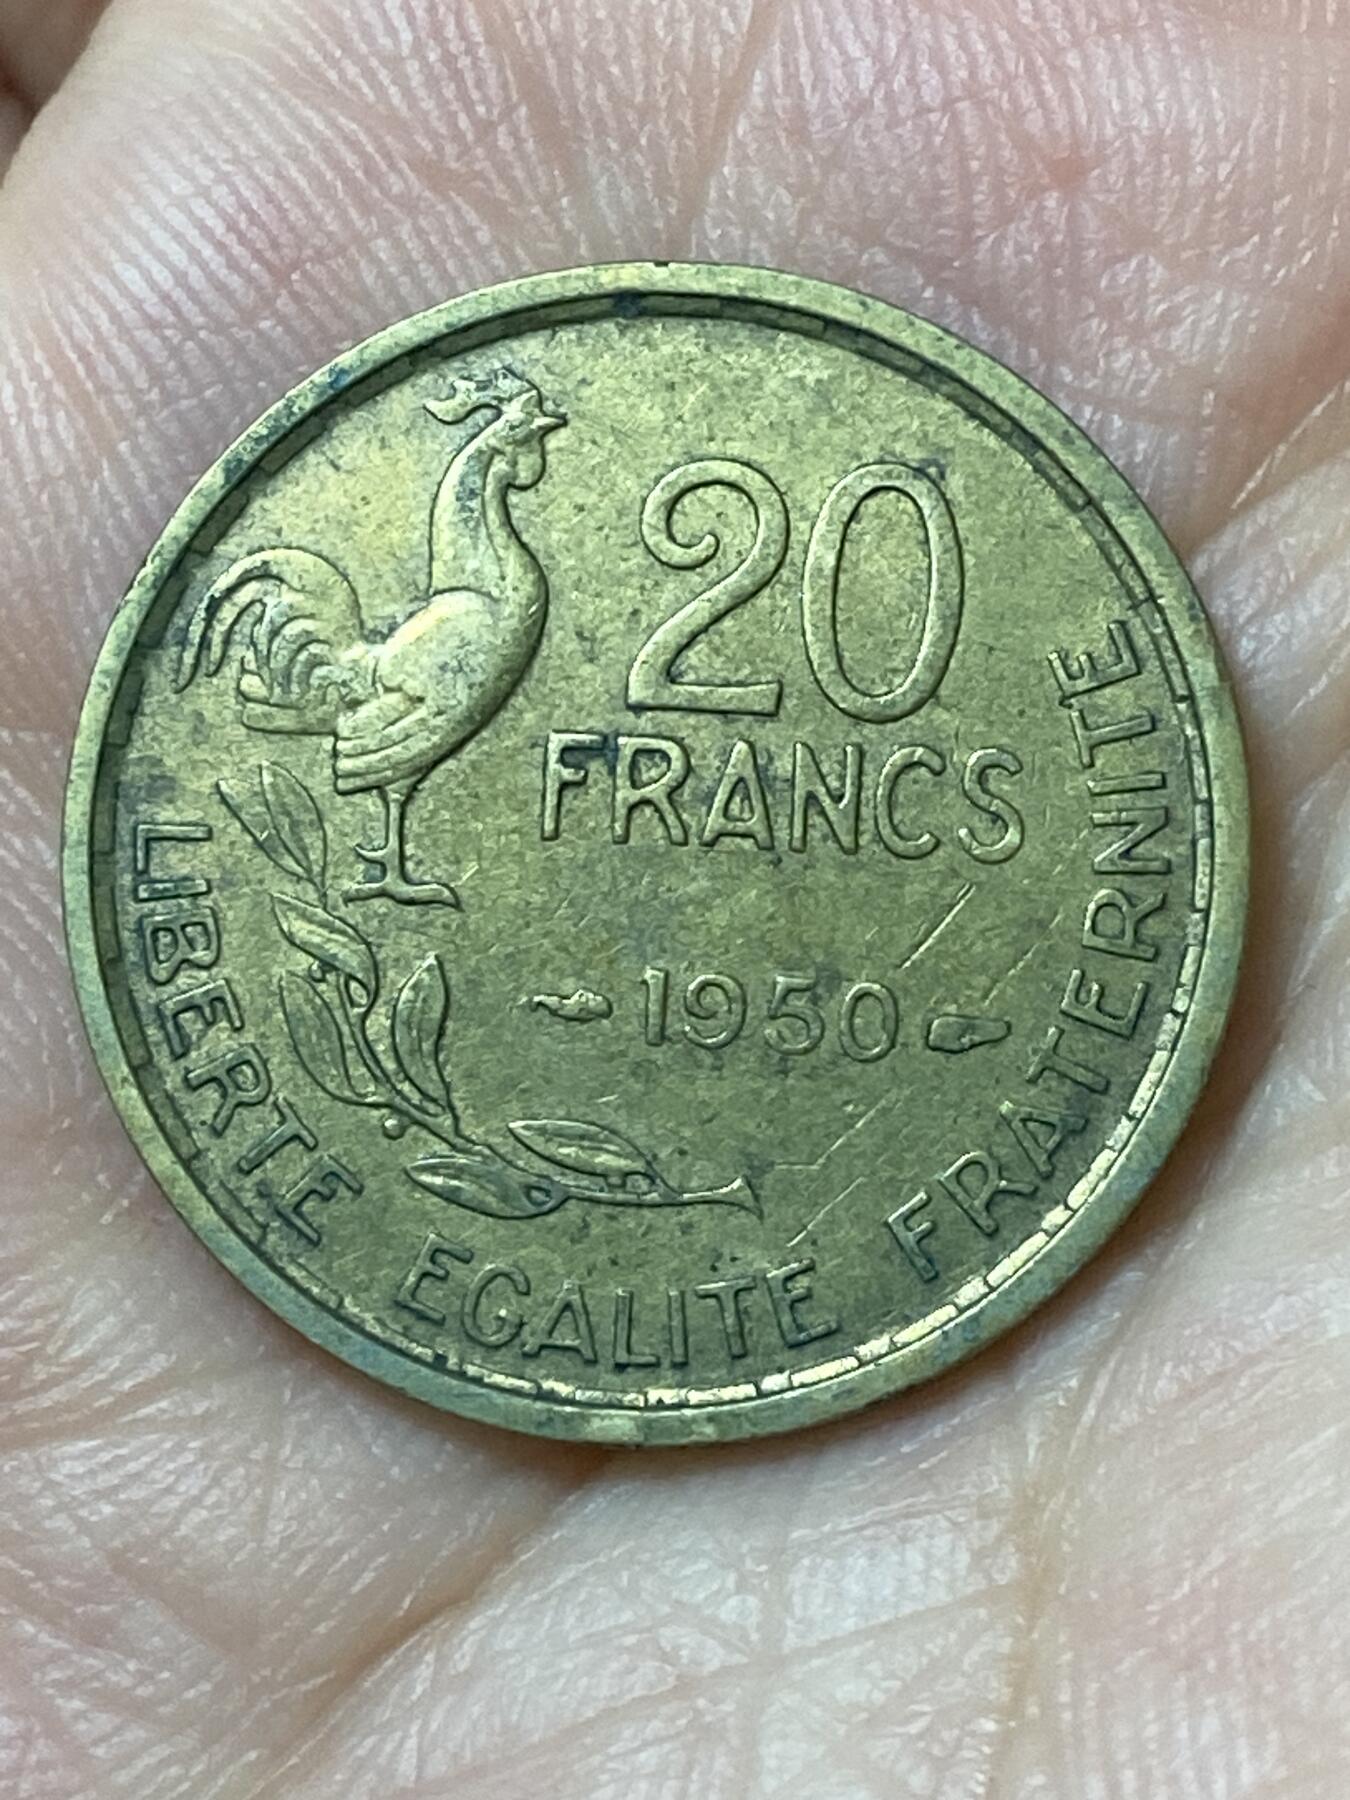 20
FRANCS
1950
LIBERTE EGALITE FRATERNITE